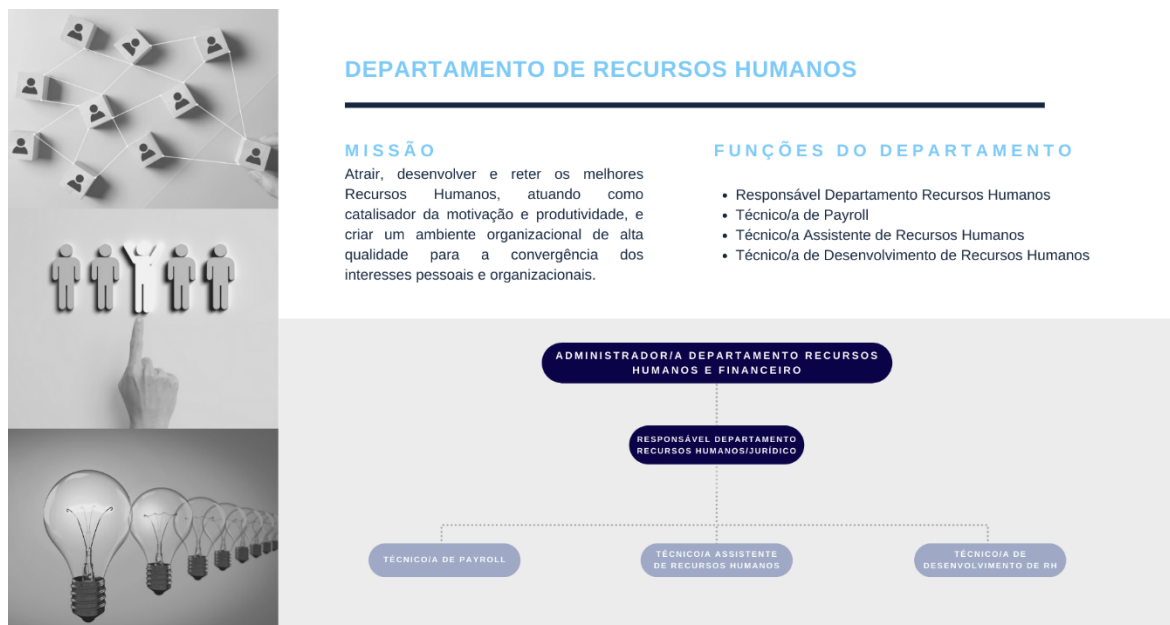 DEPARTAMENTO DE RECURSOS HUMANOS
MISSÃO
Atrair, desenvolver e reter os melhores
Recursos Humanos, atuando como
catalisador da motivação e produtividade, e
criar um ambiente organizacional de alta
qualidade para a convergência dos
interesses pessoais e organizacionais.
FUNÇÕES DO DEPARTAMENTO
• Responsável Departamento Recursos Humanos
• Técnico/a de Payroll
• Técnico/a Assistente de Recursos Humanos
• Técnico/a de Desenvolvimento de Recursos Humanos
ADMINISTRADOR/A DEPARTAMENTO RECURSOS
HUMANOS E FINANCEIRO
RESPONSÁVEL DEPARTAMENTO
RECURSOS HUMANOS/JURÍDICO
TÉCNICO/A DE PAYROLL
TÉCNICO/A ASSISTENTE
DE RECURSOS HUMANOS
TÉCNICO/A DE
DESENVOLVIMENTO DE RH